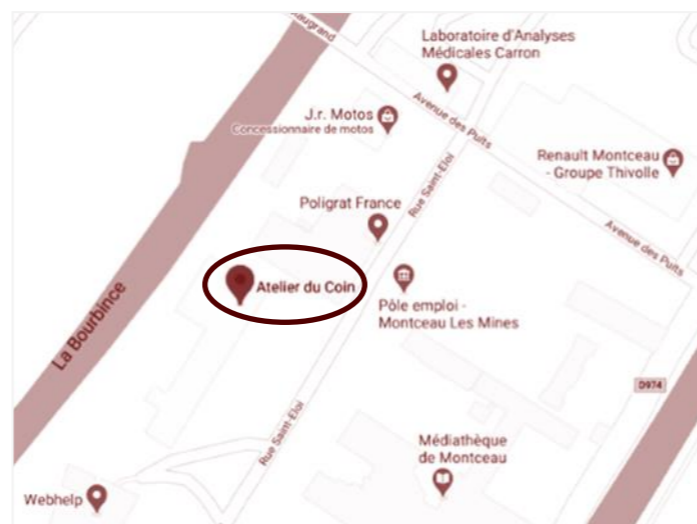 Laboratoire d'Analyses
Médicales Carron
Avenue des Puits
J.r. Motos
Concessionnaire de motos
Renault Montceau
- Groupe Thivolle
Rue Saint-Eloi
Poligrat France
Avenue des Puits
Atelier du Coin
Pôle emploi -
Montceau Les Mines
La Bourbince
D974
Rue Saint-Eloi
Médiathèque
de Montceau
Webhelp